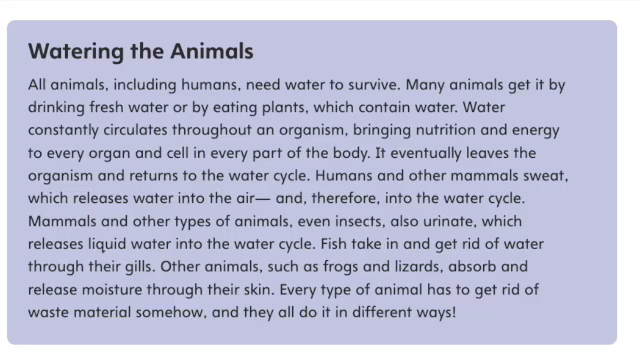 Watering the Animals
All animals, including humans, need water to survive. Many animals get it by
drinking fresh water or by eating plants, which contain water. Water
constantly circulates throughout an organism, bringing nutrition and energy
to every organ and cell in every part of the body. It eventually leaves the
organism and returns to the water cycle. Humans and other mammals sweat,
which releases water into the air— and, therefore, into the water cycle.
Mammals and other types of animals, even insects, also urinate, which
releases liquid water into the water cycle. Fish take in and get rid of water
through their gills. Other animals, such as frogs and lizards, absorb and
release moisture through their skin. Every type of animal has to get rid of
waste material somehow, and they all do it in different ways!